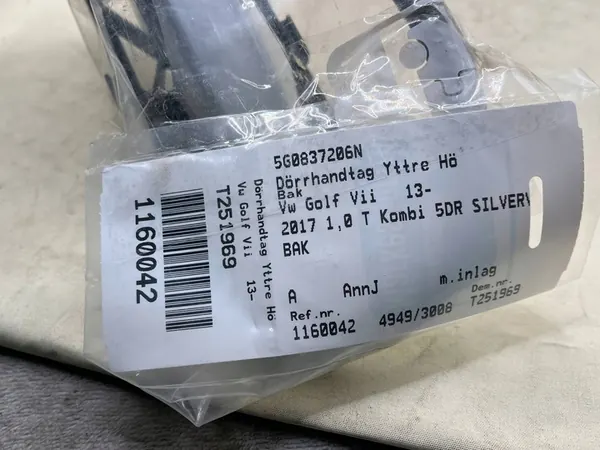 5G0837206N
Dörrhandtag Yttre Hö
Bak
Vw Golf Vii 13-
2017 1,0 T Kombi 5DR SILVERV
BAK
A AnnJ m.inlag
Ref.nr. Dem.nr.
1160042 4949/3008 T251969
1160042
T251969
Dörrhandtag Yttre Hö
Vw Golf Vii 13-